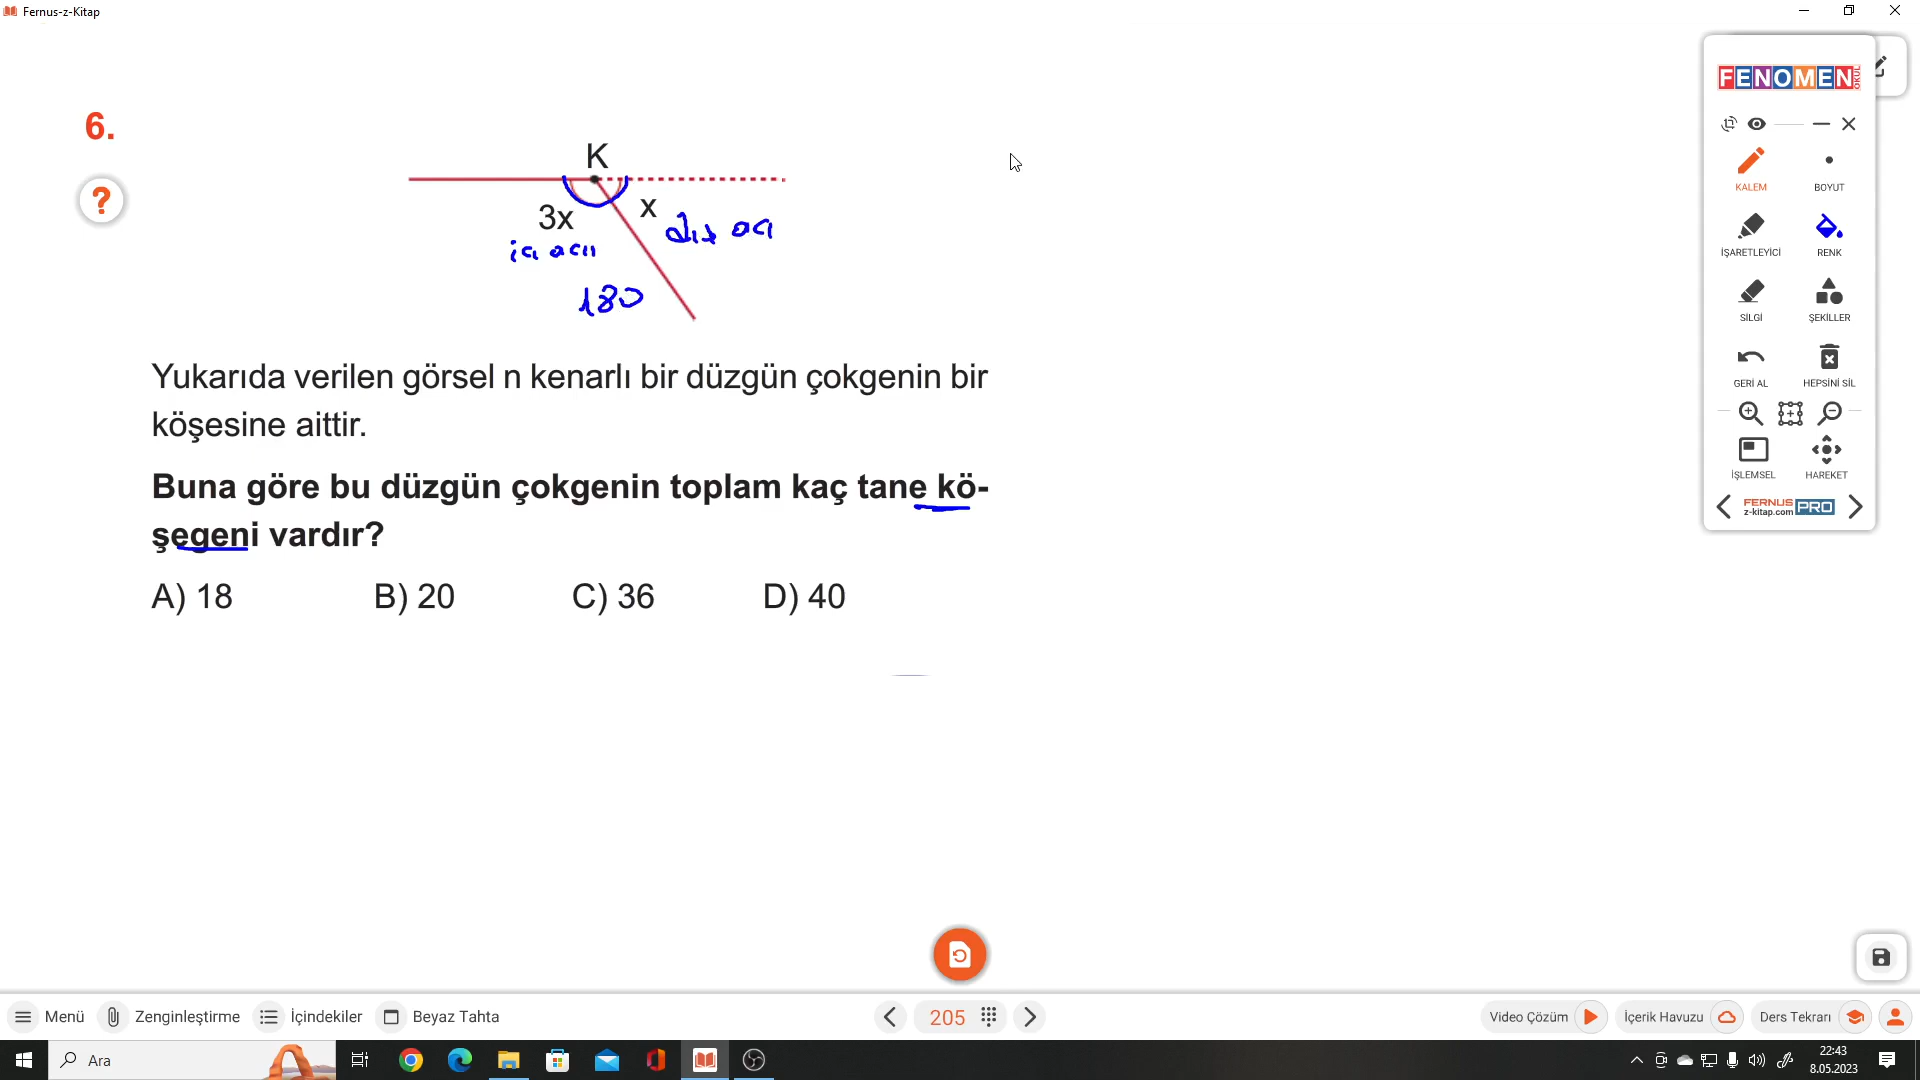 Fernus-z-Kitap
FENOMEN
OKUL
6.
K
3x
x
dış açı
iç açı
180
KALEM
BOYUT
İŞARETLEYİCİ
RENK
SİLGİ
ŞEKİLLER
GERİ AL
HEPSİNİ SİL
İŞLEMSEL
HAREKET
FERNUS
z-kitap.com PRO
Yukarıda verilen görsel n kenarlı bir düzgün çokgenin bir
köşesine aittir.
Buna göre bu düzgün çokgenin toplam kaç tane kö-
şegeni vardır?
A) 18 B) 20 C) 36 D) 40
Menü Zenginleştirme İçindekiler Beyaz Tahta 205 Video Çözüm İçerik Havuzu Ders Tekrarı
Ara
22:43
8.05.2023